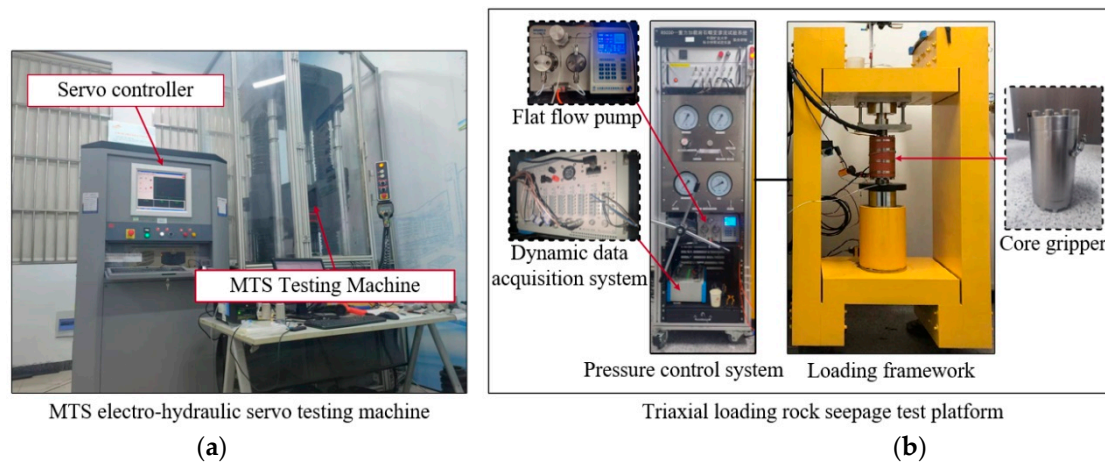 Servo controller
MTS Testing Machine
MTS electro-hydraulic servo testing machine
(a)
Flat flow pump
Dynamic data
acquisition system
Pressure control system
Loading framework
Core gripper
Triaxial loading rock seepage test platform
(b)